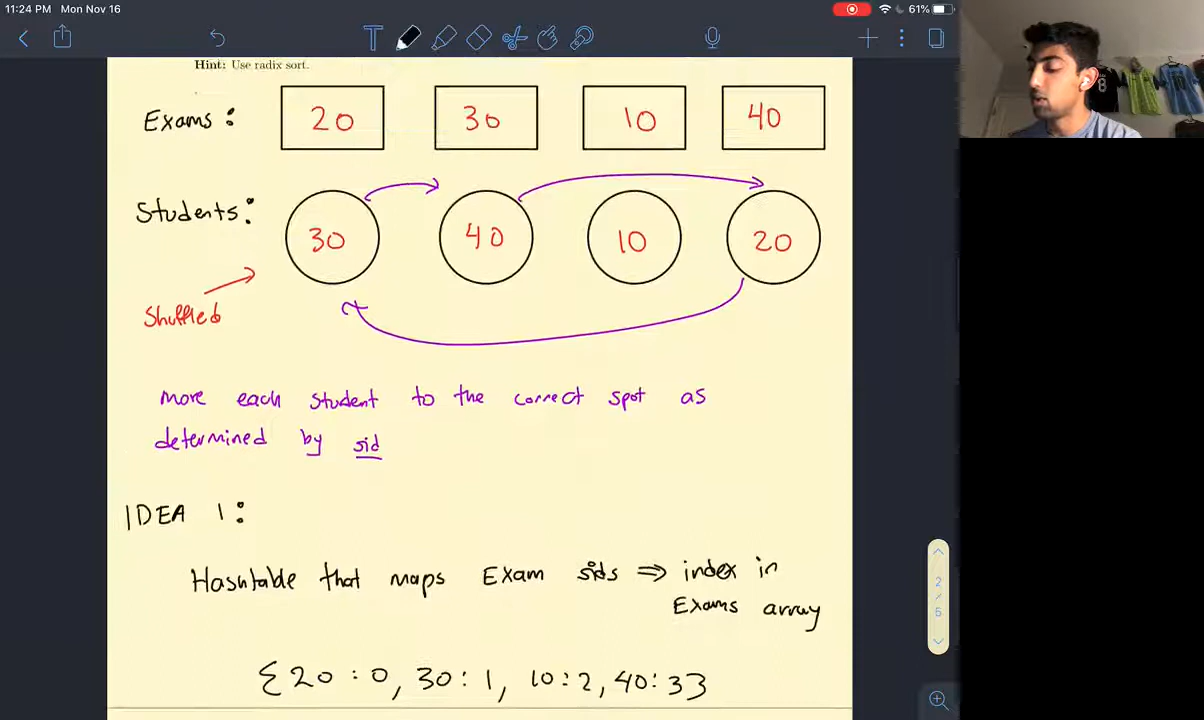 11:24 PM Mon Nov 16
61%
Hint: Use radix sort.
Exams:
20 30 10 40
Students:
30 40 10 20
Shuffled
move each student to the correct spot as
determined by sid
IDEA 1:
Hashtable that maps Exam sids ⇒ index in
Exams array
{20:0, 30:1, 10:2, 40:3}
2
/
5